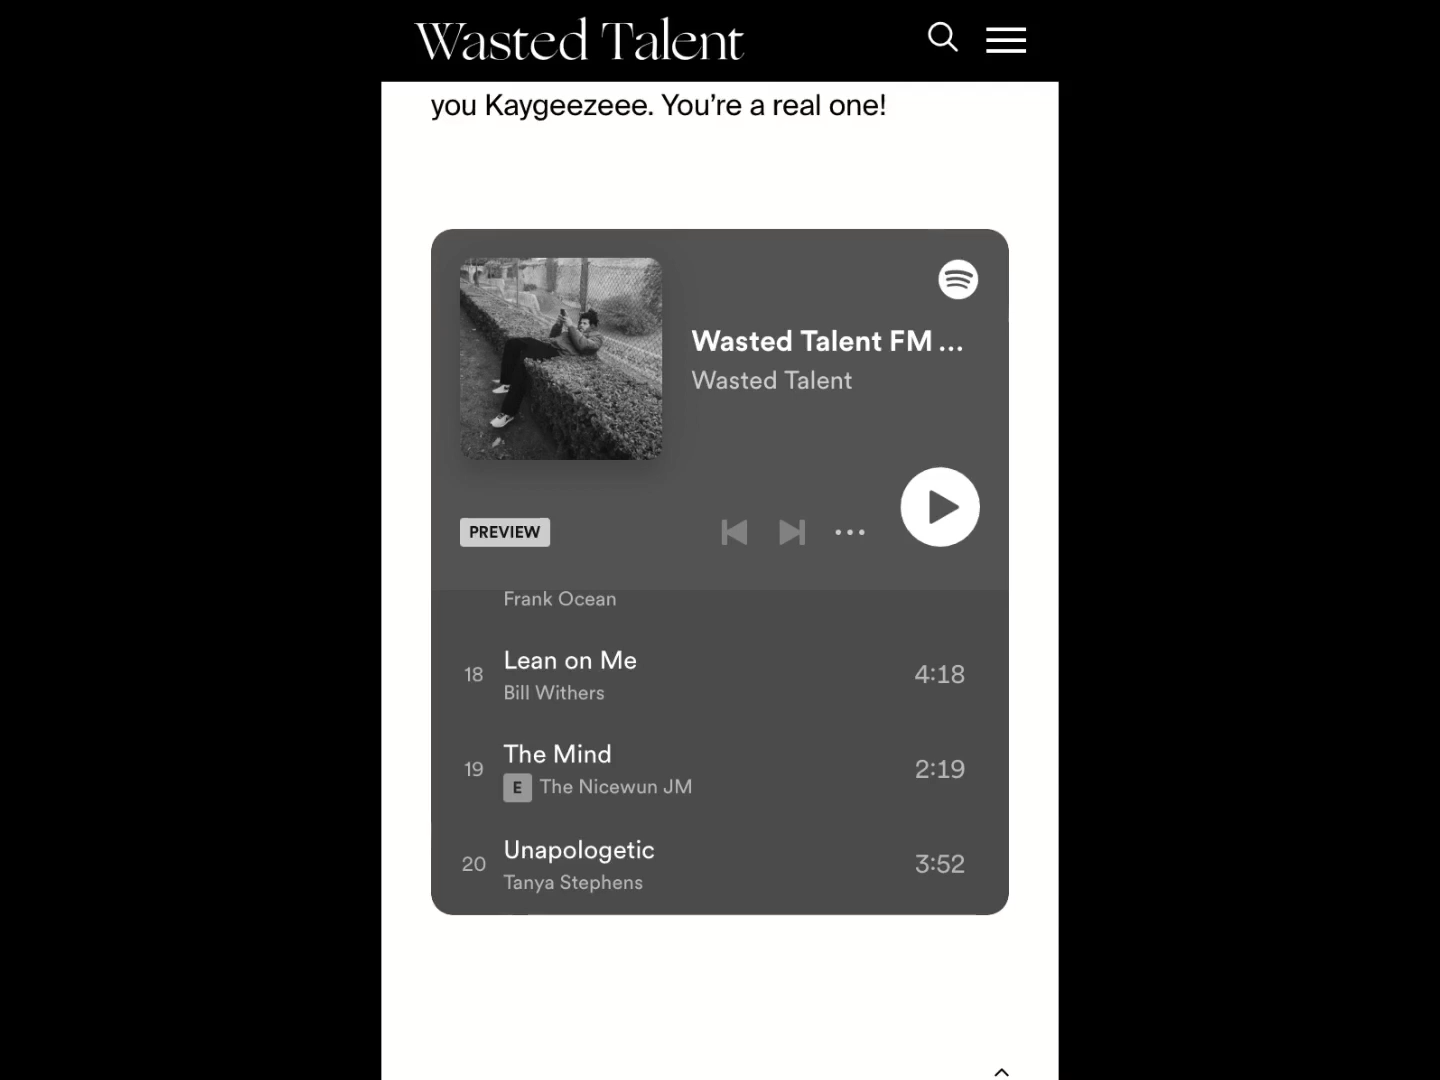 Wasted Talent
you Kaygeezeee. You’re a real one!
Wasted Talent FM ...
Wasted Talent
PREVIEW
Frank Ocean
18 Lean on Me 4:18
Bill Withers
19 The Mind 2:19
E The Nicewun JM
20 Unapologetic 3:52
Tanya Stephens